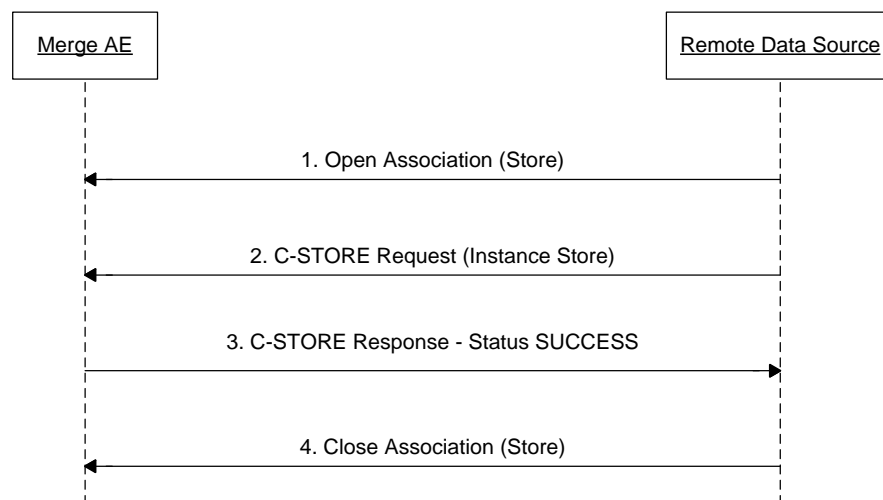 Merge AE
Remote Data Source
1. Open Association (Store)
2. C-STORE Request (Instance Store)
3. C-STORE Response - Status SUCCESS
4. Close Association (Store)